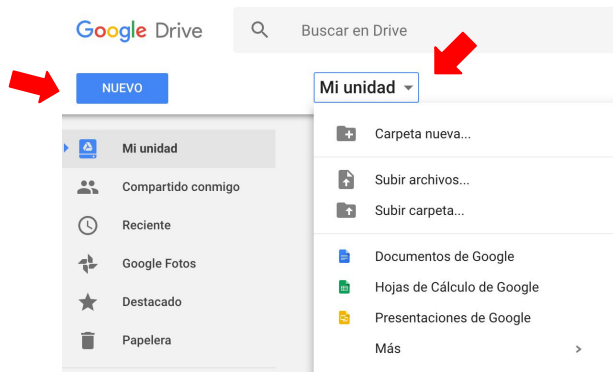 Google Drive
Buscar en Drive
NUEVO
Mi unidad
Mi unidad
Compartido conmigo
Reciente
Google Fotos
Destacado
Papelera
Carpeta nueva...
Subir archivos...
Subir carpeta...
Documentos de Google
Hojas de Cálculo de Google
Presentaciones de Google
Más